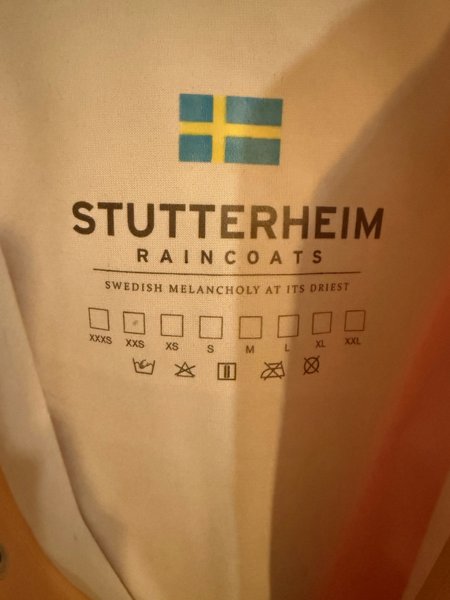 STUTTERHEIM
RAINCOATS
SWEDISH MELANCHOLY AT ITS DRIEST
XXXS XXS XS S M L XL XXL